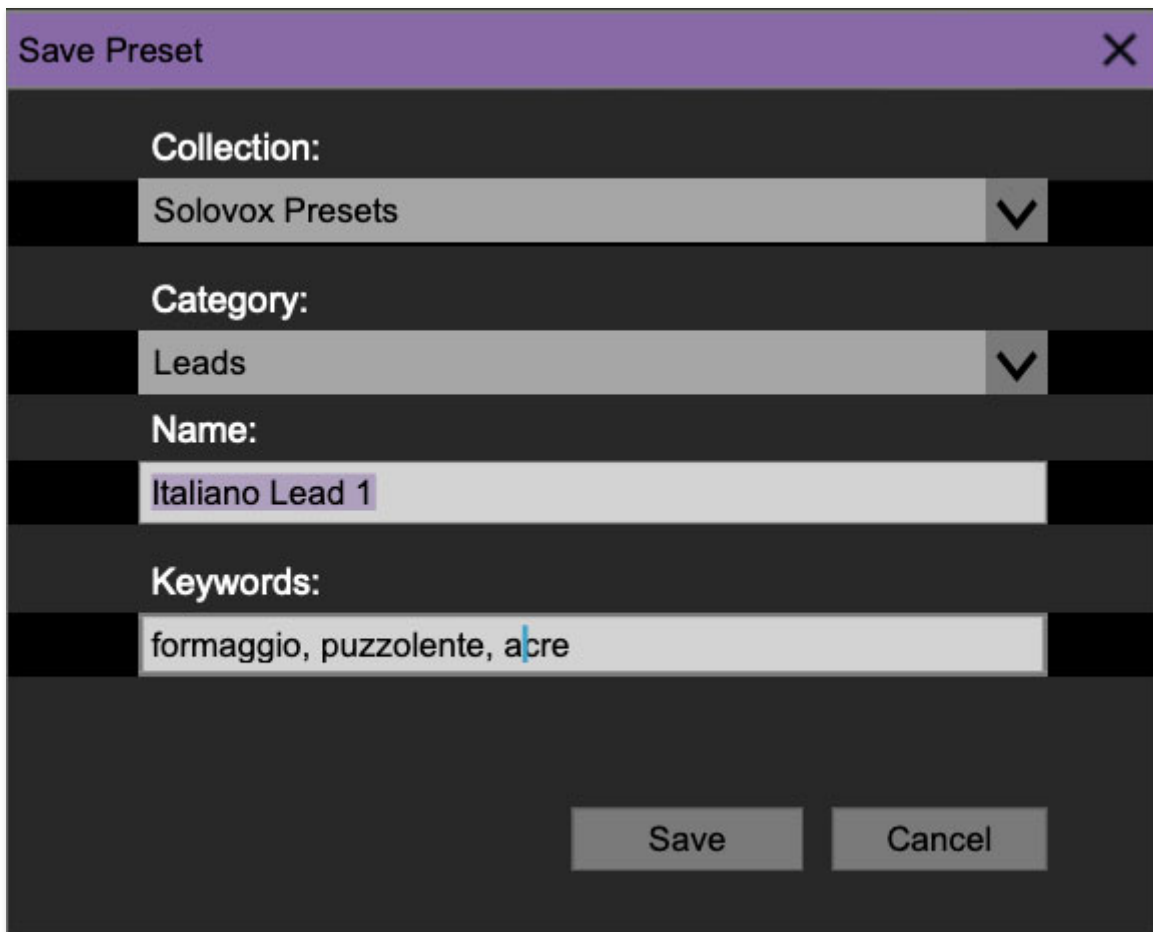 Save Preset
Collection:
Solovox Presets
Category:
Leads
Name:
Italiano Lead 1
Keywords:
formaggio, puzzolente, acre
Save Cancel